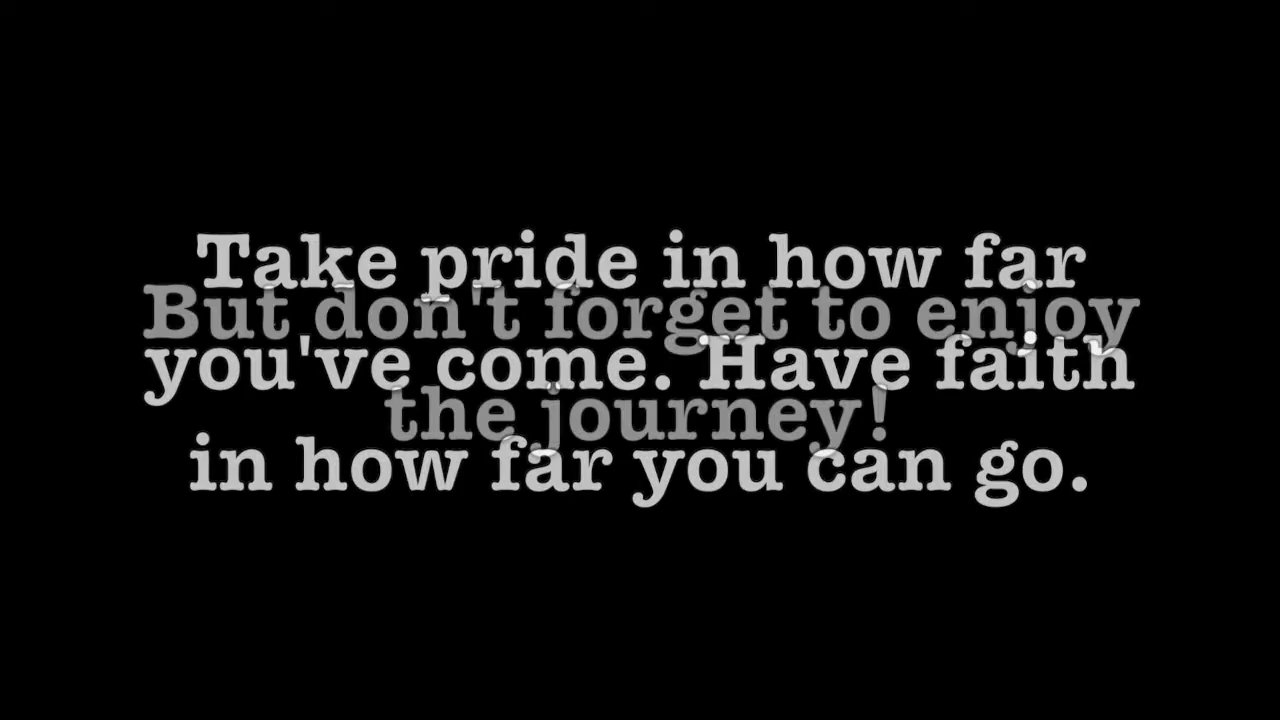 Take pride in how far
But don't forget to enjoy
you've come. Have faith
the journey!
in how far you can go.